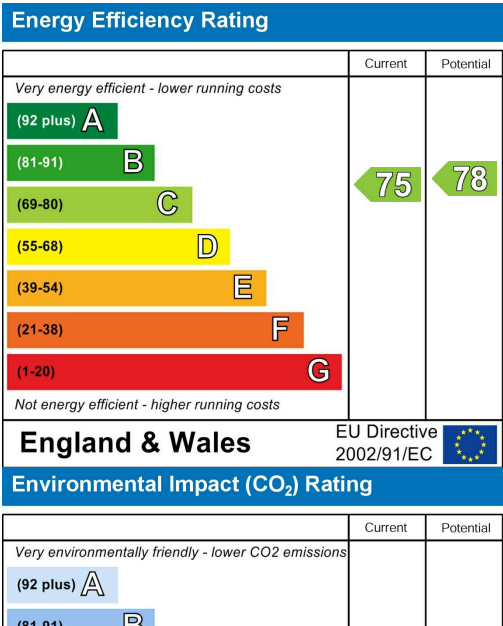 Energy Efficiency Rating
Current Potential
Very energy efficient - lower running costs
(92 plus) A
(81-91) B
(69-80) C
75 78
(55-68) D
(39-54) E
(21-38) F
(1-20) G
Not energy efficient - higher running costs
England & Wales
EU Directive
2002/91/EC
Environmental Impact (CO₂) Rating
Current Potential
Very environmentally friendly - lower CO2 emissions
(92 plus) A
(81-91) B